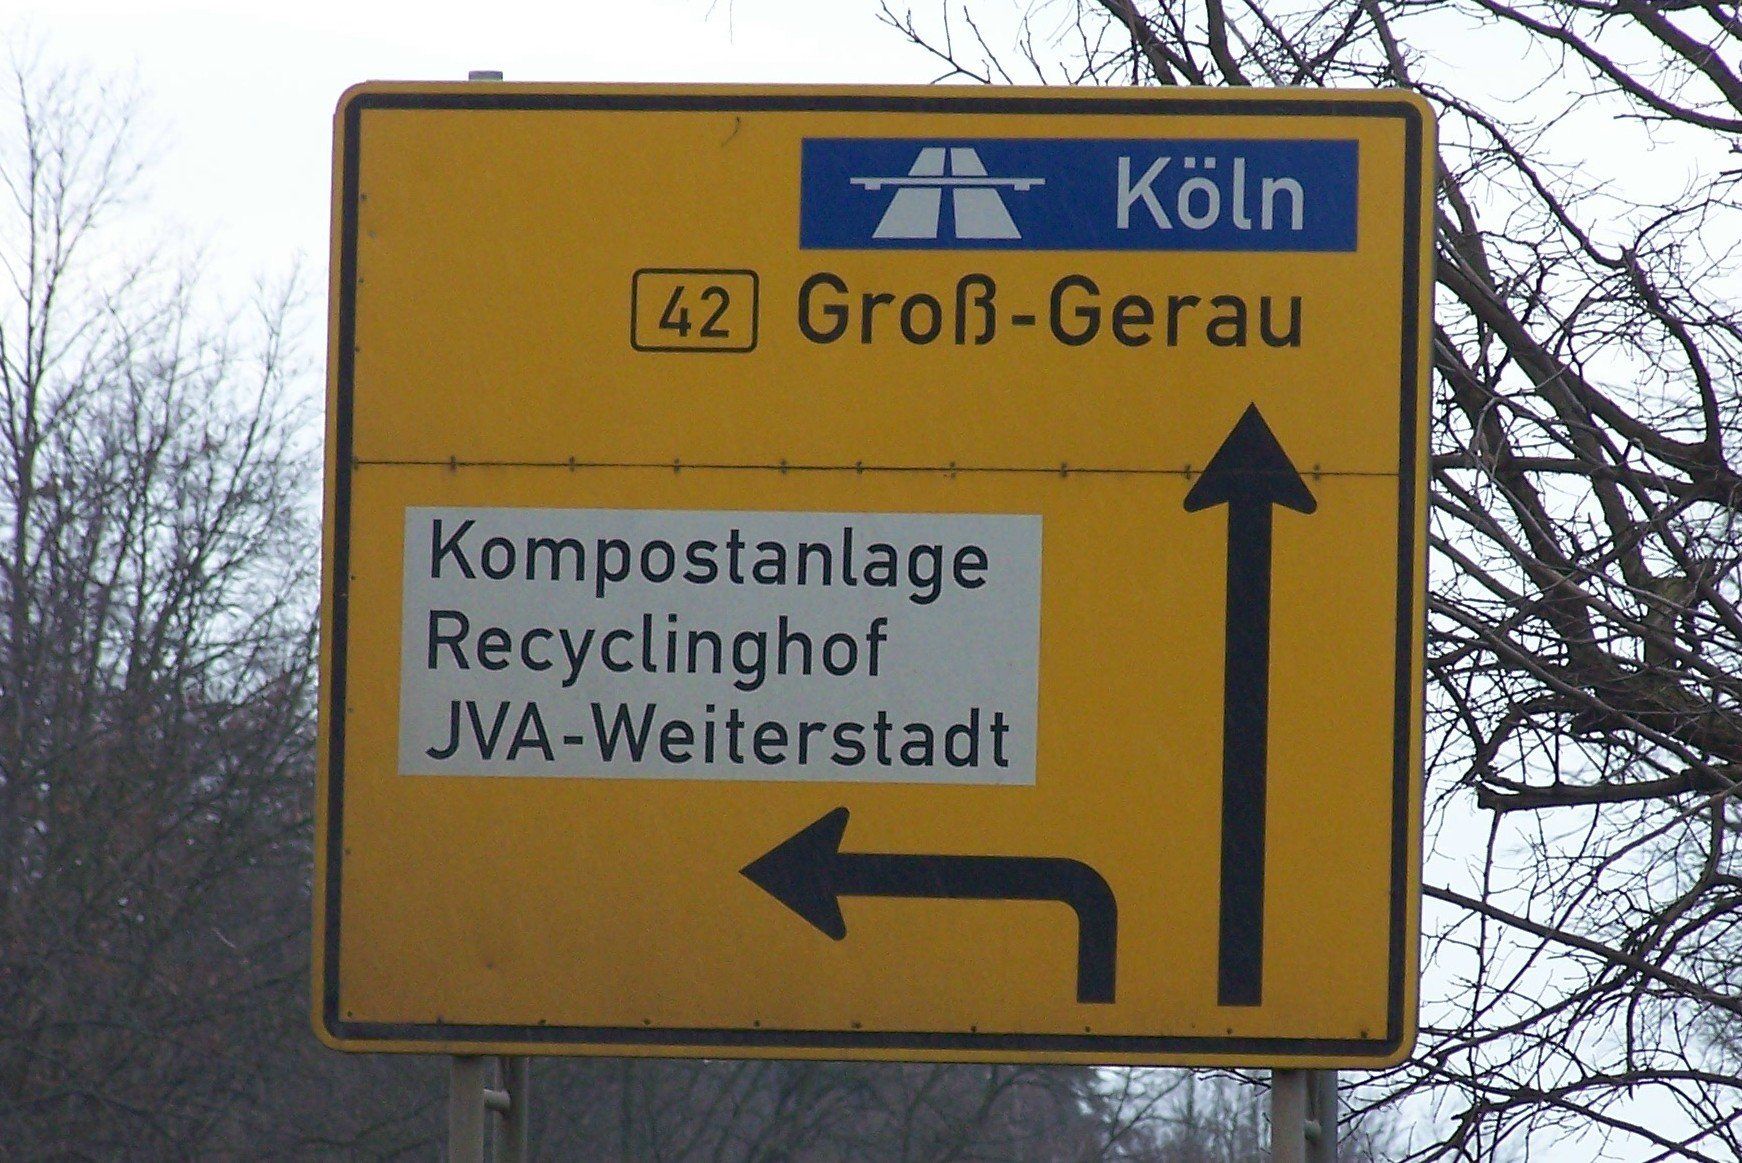 Köln
42 Groß-Gerau
Kompostanlage
Recyclinghof
JVA-Weiterstadt